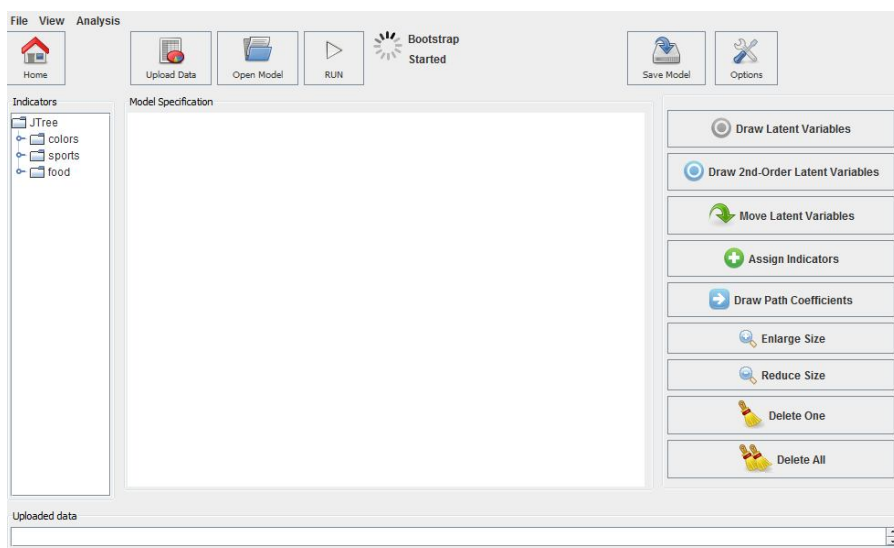 File View Analysis
Home
Upload Data
Open Model
RUN
Bootstrap
Started
Save Model
Options
Indicators
JTree
colors
sports
food
Model Specification
Draw Latent Variables
Draw 2nd-Order Latent Variables
Move Latent Variables
Assign Indicators
Draw Path Coefficients
Enlarge Size
Reduce Size
Delete One
Delete All
Uploaded data